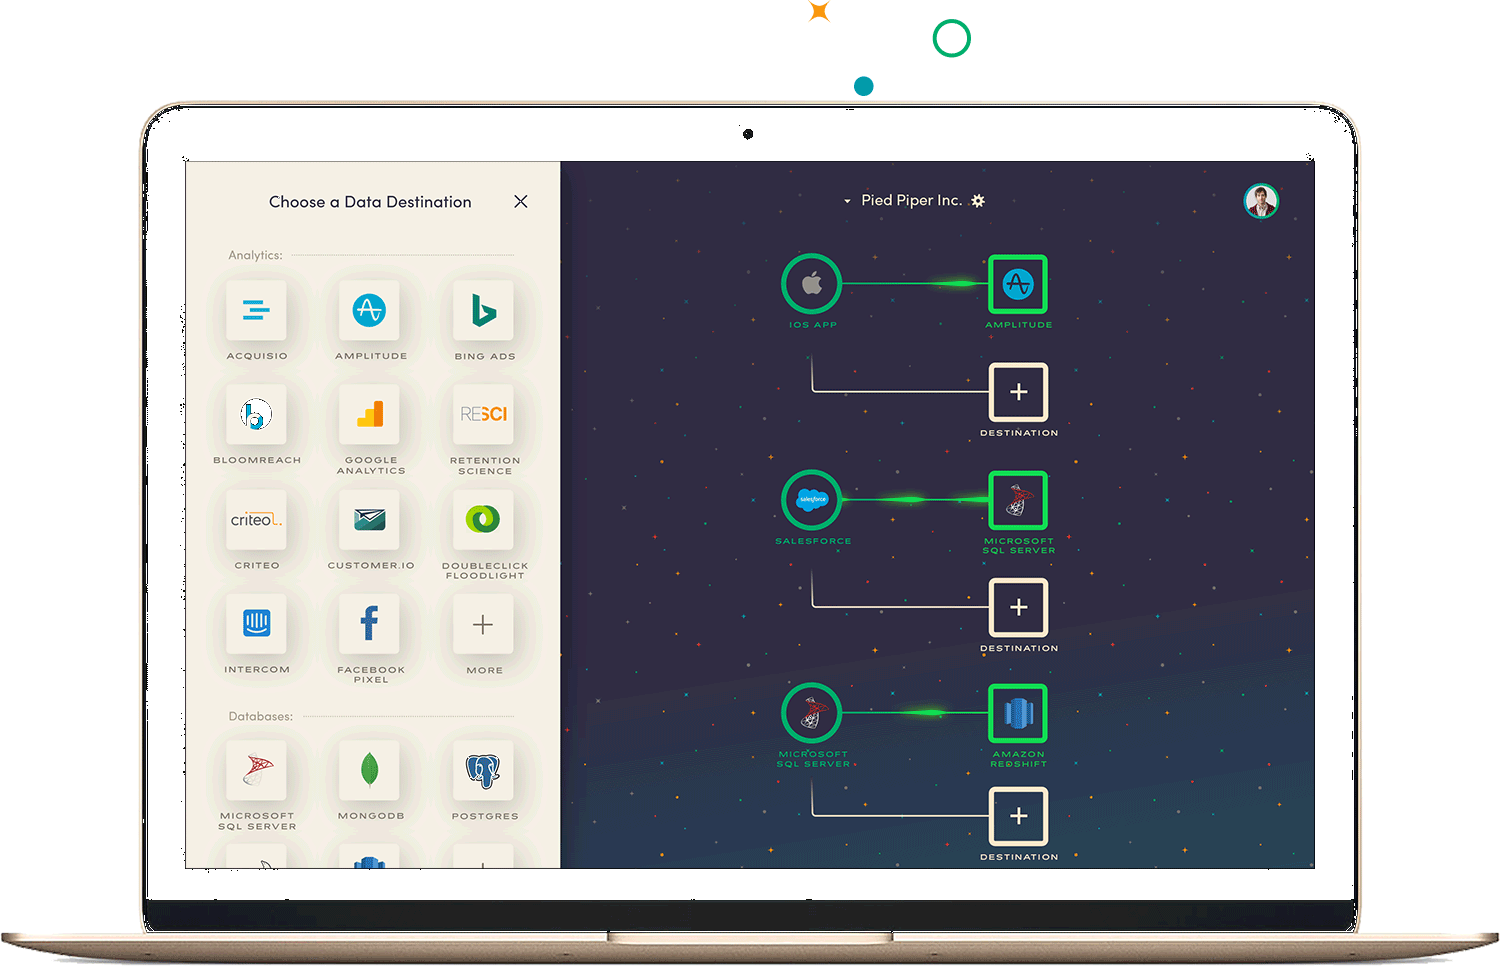 Choose a Data Destination
Analytics:
ACQUISIO
AMPLITUDE
BING ADS
BLOOMREACH
GOOGLE
ANALYTICS
RESCI
RETENTION
SCIENCE
criteo
CRITEO
CUSTOMER.IO
DOUBLECLICK
FLOODLIGHT
INTERCOM
FACEBOOK
PIXEL
MORE
Databases:
MICROSOFT
SQL SERVER
MONGODB
POSTGRES
Pied Piper Inc.
IOS APP
AMPLITUDE
DESTINATION
salesforce
SALESFORCE
MICROSOFT
SQL SERVER
DESTINATION
MICROSOFT
SQL SERVER
AMAZON
REDSHIFT
DESTINATION